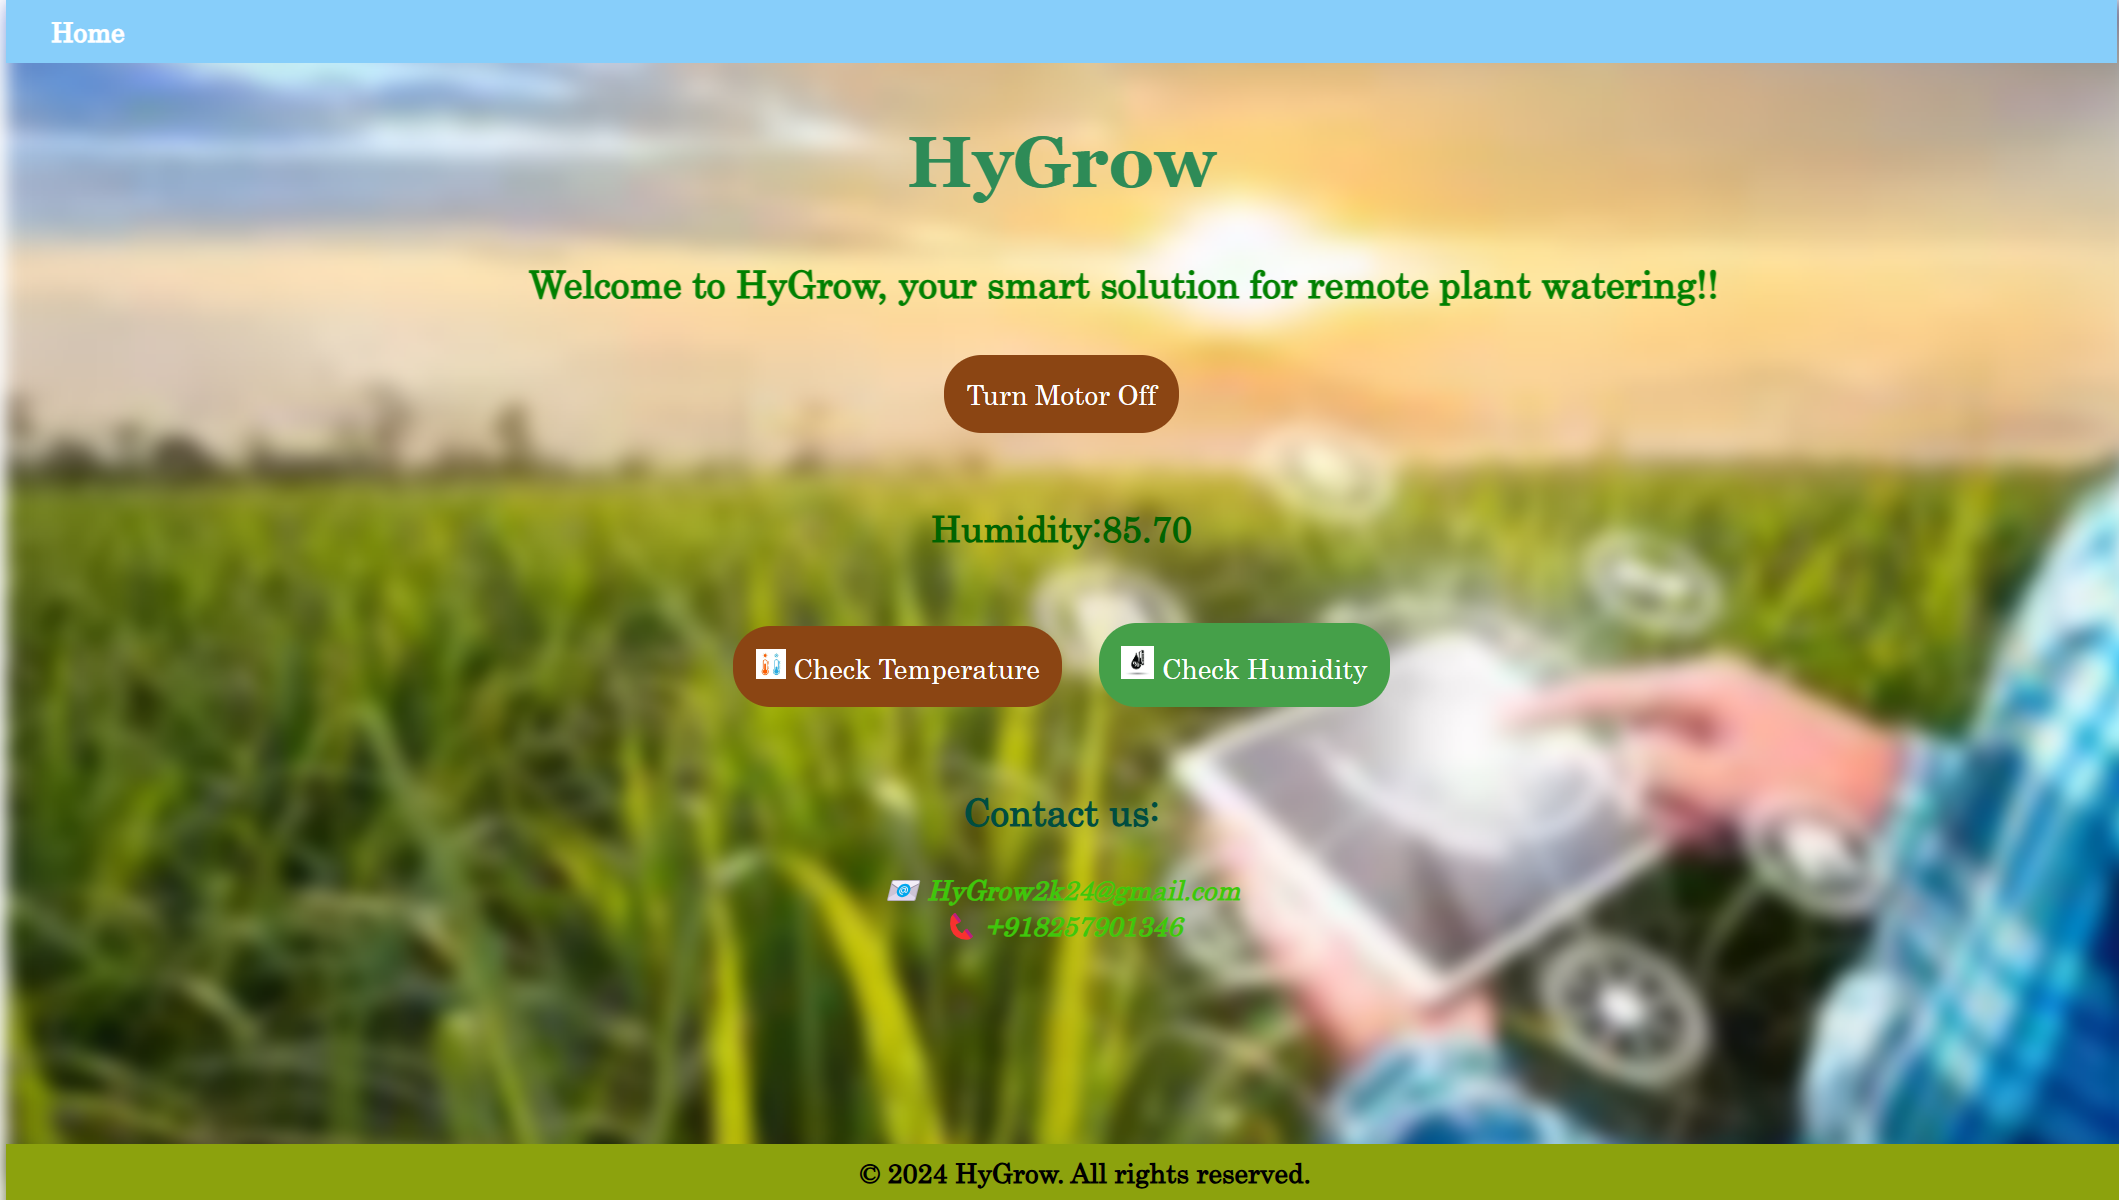 Home
HyGrow
Welcome to HyGrow, your smart solution for remote plant watering!!
Turn Motor Off
Humidity:85.70
Check Temperature
Check Humidity
Contact us:
HyGrow2k24@gmail.com
+918257901346
© 2024 HyGrow. All rights reserved.